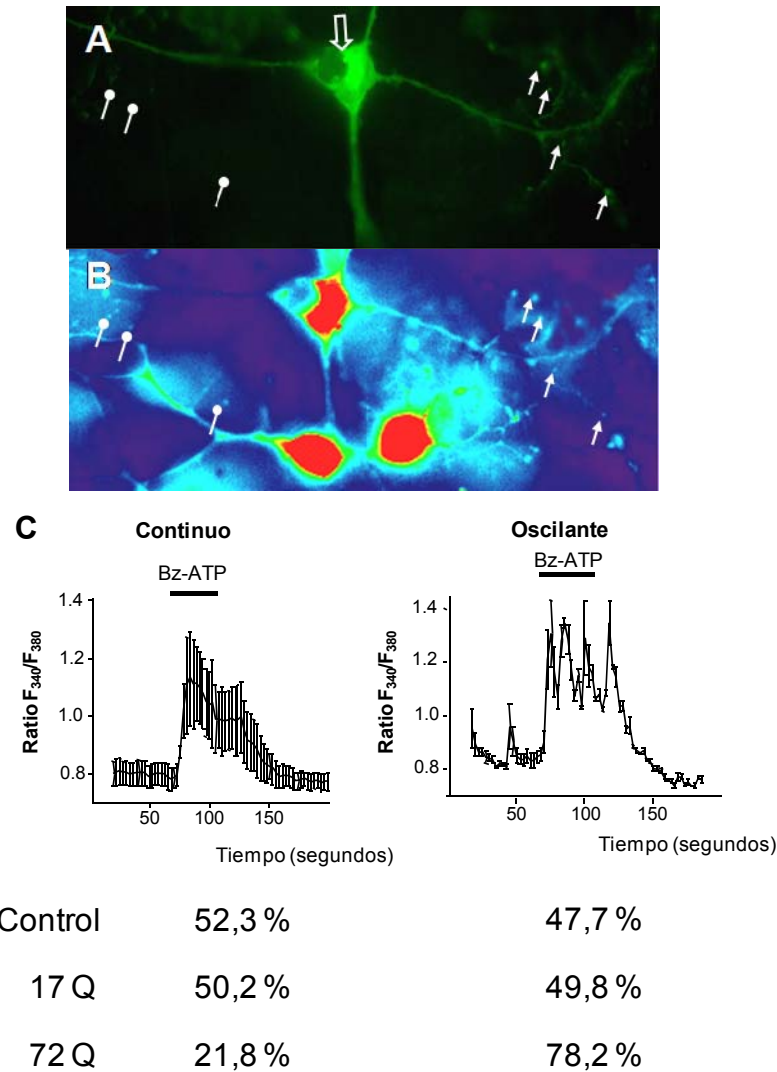 A
B
C
Continuo
Oscilante
Bz-ATP
Bz-ATP
Ratio F340/F380
1.4
1.2
1.0
0.8
50
100
150
Tiempo (segundos)
Ratio F340/F380
1.4
1.2
1.0
0.8
50
100
150
Tiempo (segundos)
Control 52,3 % 47,7 %
17 Q 50,2 % 49,8 %
72 Q 21,8 % 78,2 %